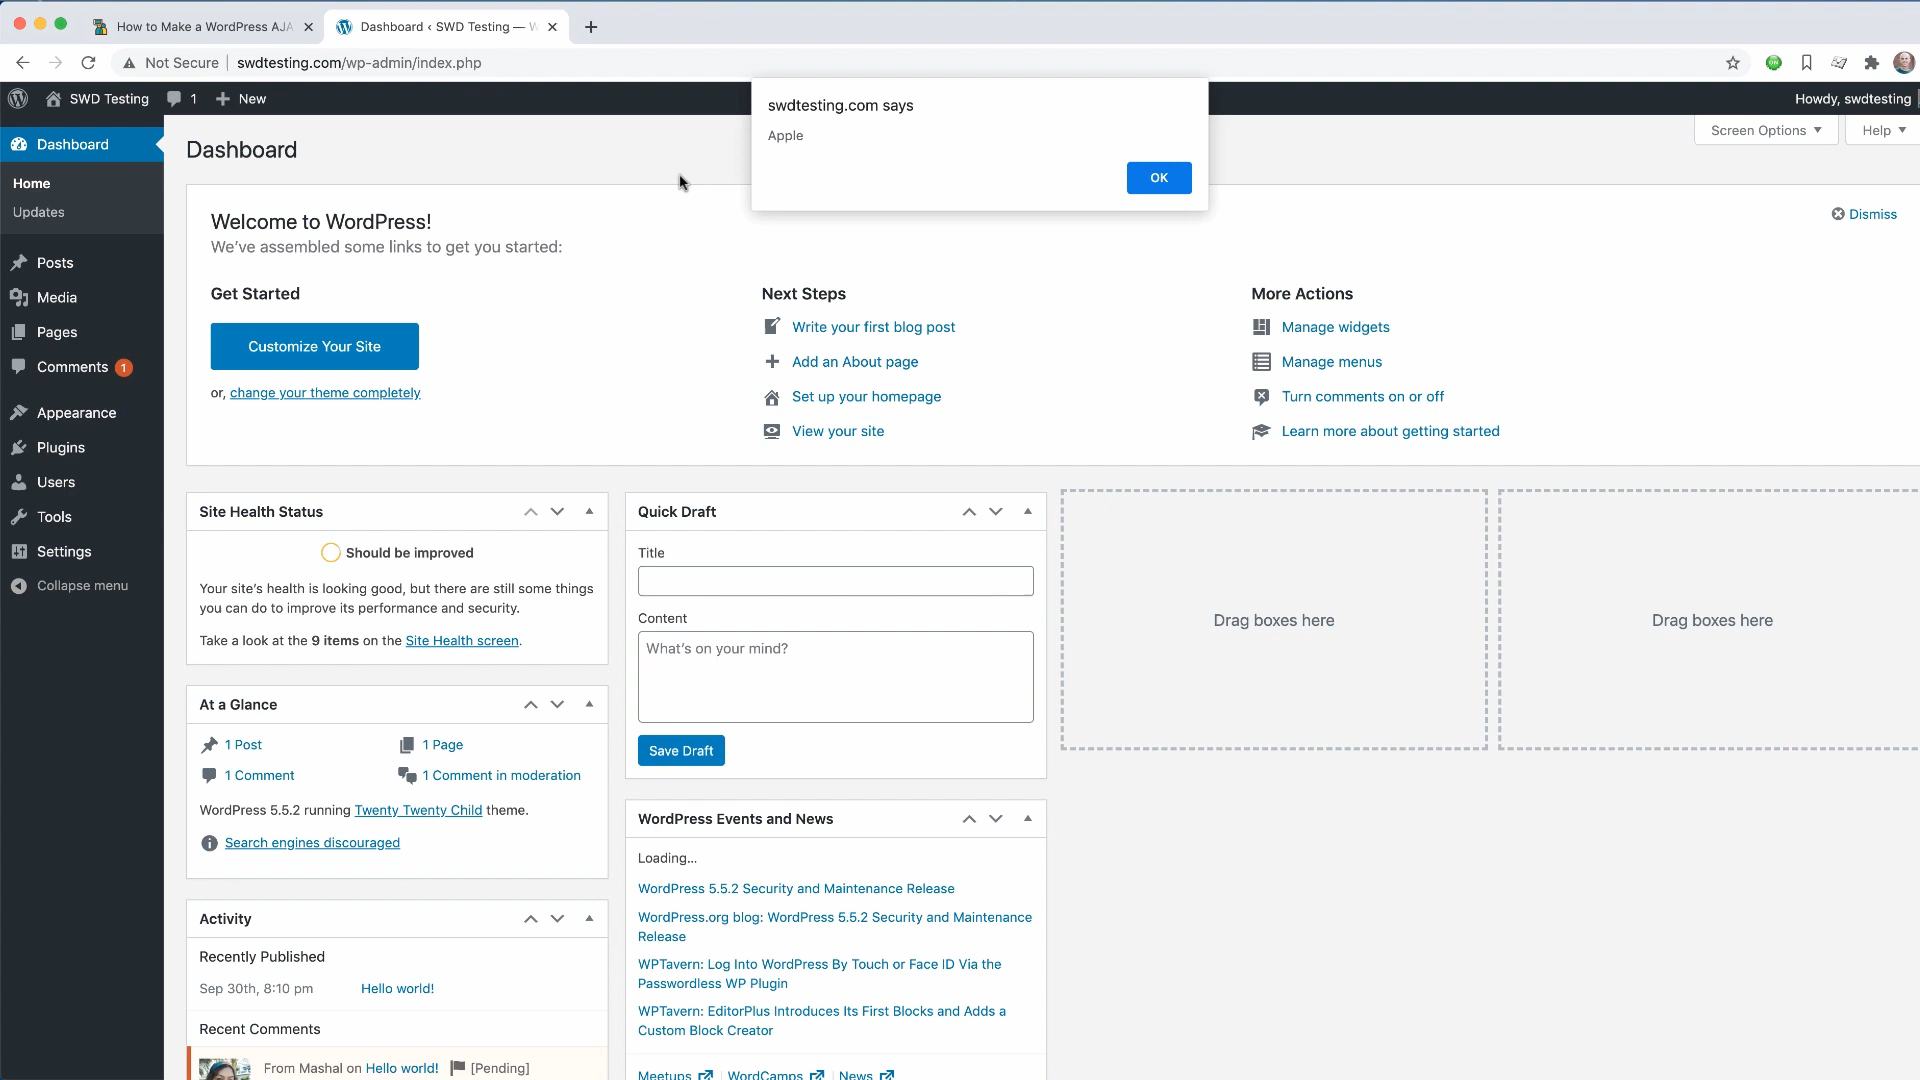 How to Make a WordPress AJA
Dashboard ‹ SWD Testing — W
Not Secure
swdtesting.com/wp-admin/index.php
SWD Testing
1
New
Howdy, swdtesting
swdtesting.com says
Apple
OK
Screen Options
Help
Dashboard
Home
Updates
Posts
Media
Pages
Comments 1
Appearance
Plugins
Users
Tools
Settings
Collapse menu
Dashboard
Welcome to WordPress!
We've assembled some links to get you started:
Dismiss
Get Started
Customize Your Site
or, change your theme completely
Next Steps
Write your first blog post
Add an About page
Set up your homepage
View your site
More Actions
Manage widgets
Manage menus
Turn comments on or off
Learn more about getting started
Site Health Status
Should be improved
Your site's health is looking good, but there are still some things
you can do to improve its performance and security.
Take a look at the 9 items on the Site Health screen.
At a Glance
1 Post
1 Page
1 Comment
1 Comment in moderation
WordPress 5.5.2 running Twenty Twenty Child theme.
Search engines discouraged
Activity
Recently Published
Sep 30th, 8:10 pm
Hello world!
Recent Comments
From Mashal on Hello world! [Pending]
Quick Draft
Title
Content
What's on your mind?
Save Draft
WordPress Events and News
Loading...
WordPress 5.5.2 Security and Maintenance Release
WordPress.org blog: WordPress 5.5.2 Security and Maintenance
Release
WPTavern: Log Into WordPress By Touch or Face ID Via the
Passwordless WP Plugin
WPTavern: EditorPlus Introduces Its First Blocks and Adds a
Custom Block Creator
Meetups
WordCamps
News
Drag boxes here
Drag boxes here